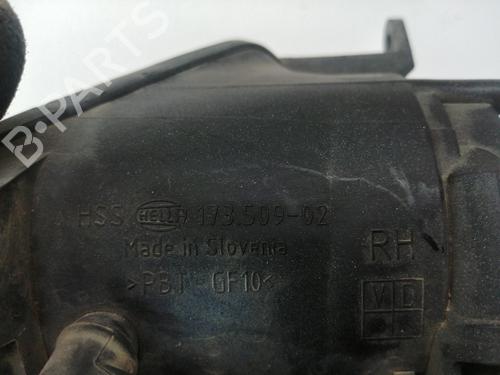 B-PARTS
HSS HELLA 173.509-02
Made in Slovenia
RH
>PBT-GF10<
V D